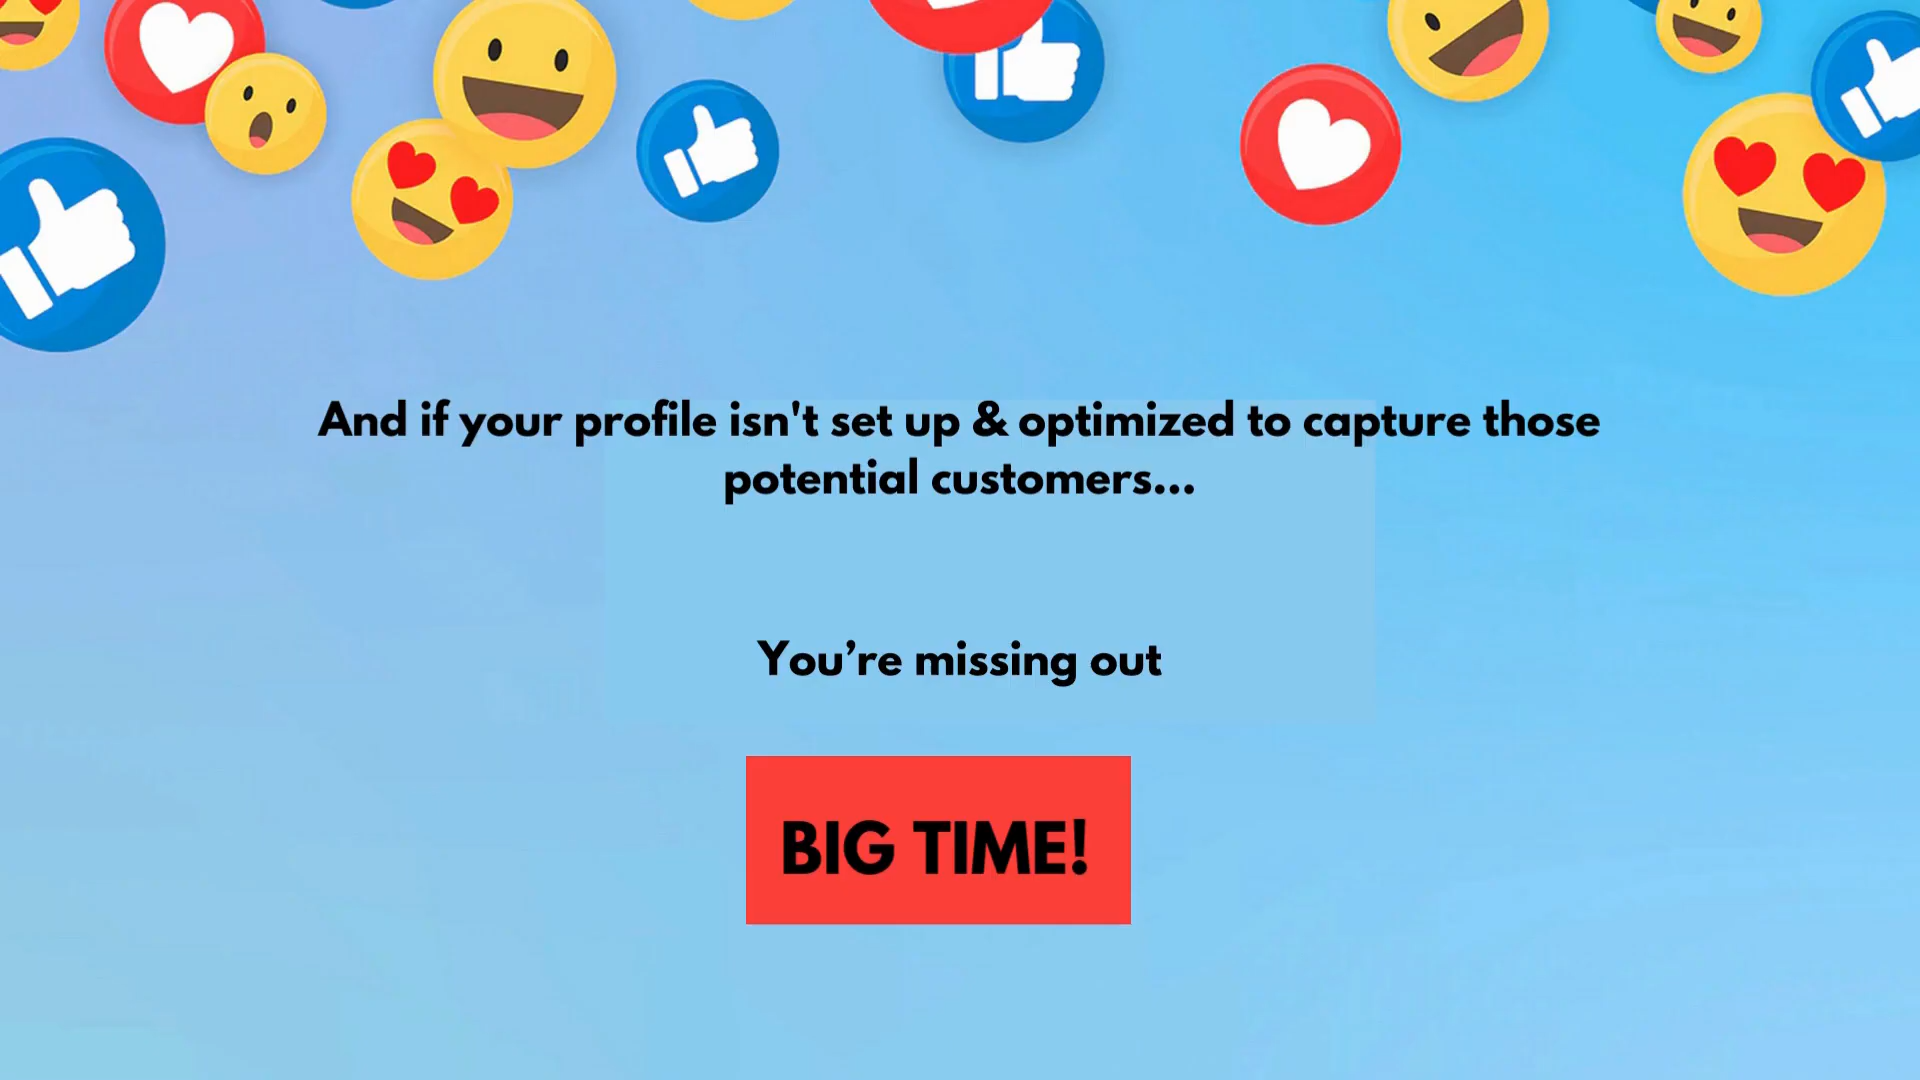 And if your profile isn't set up & optimized to capture those
potential customers...
You’re missing out
BIG TIME!